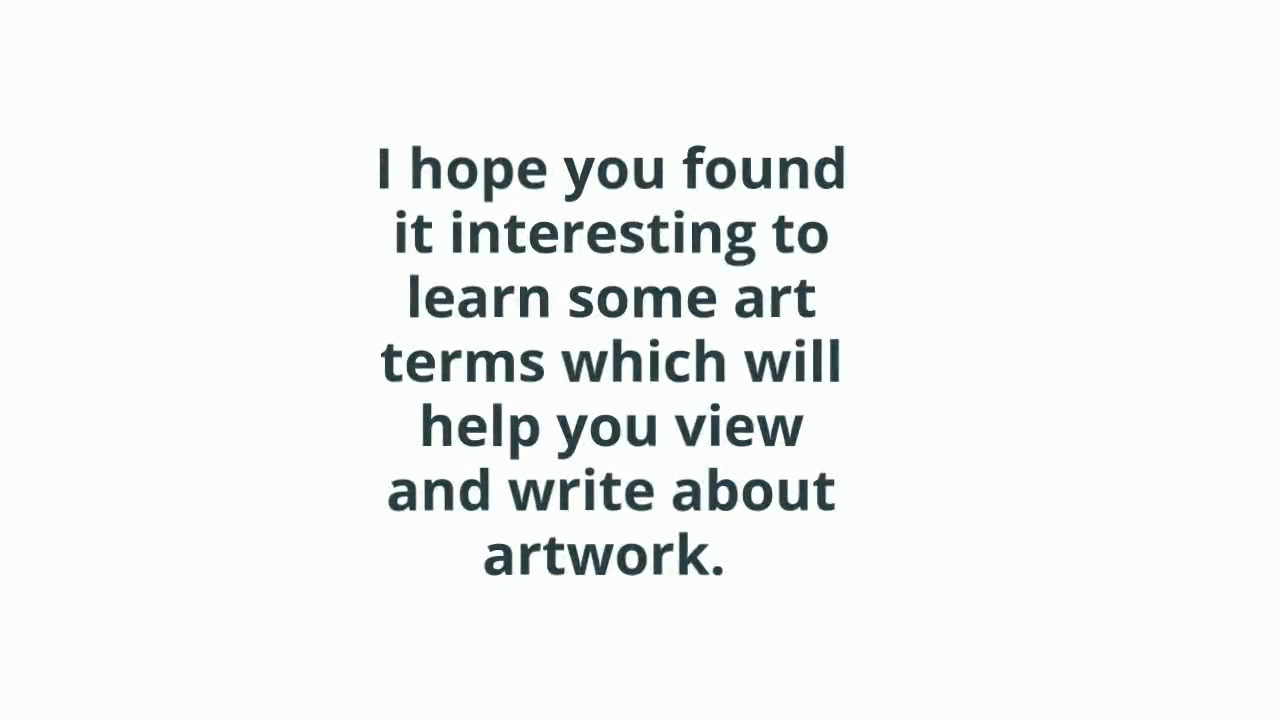 I hope you found
it interesting to
learn some art
terms which will
help you view
and write about
artwork.